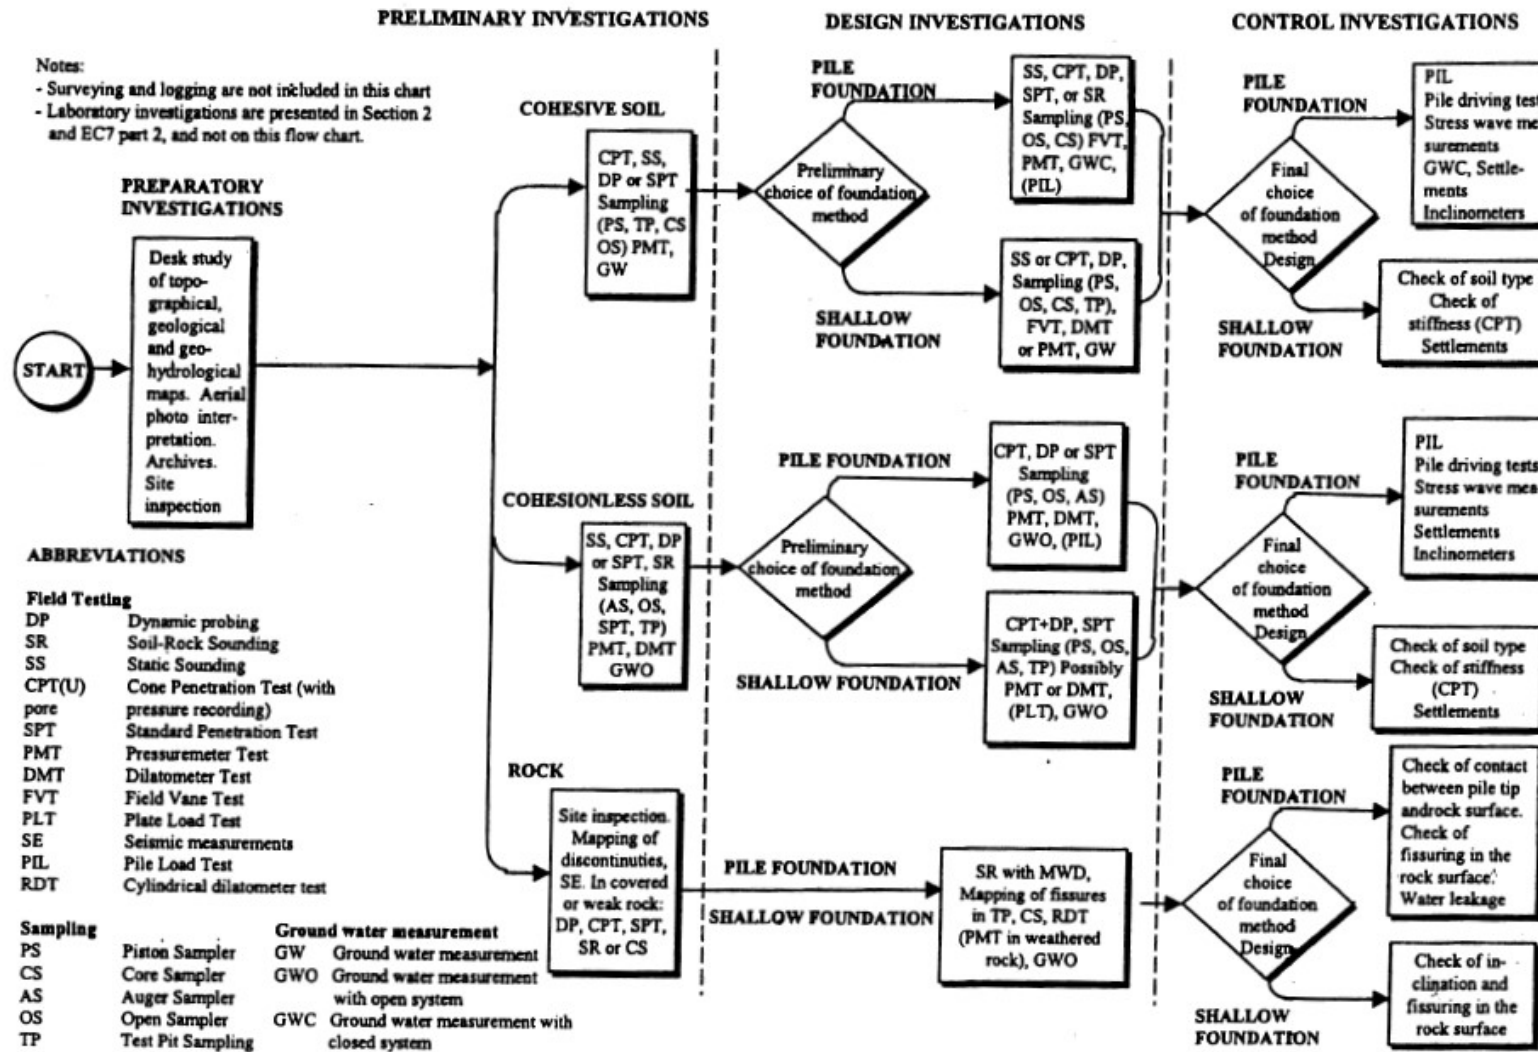 PRELIMINARY INVESTIGATIONS
DESIGN INVESTIGATIONS
CONTROL INVESTIGATIONS
Notes:
- Surveying and logging are not included in this chart
- Laboratory investigations are presented in Section 2
and EC7 part 2, and not on this flow chart.
PREPARATORY
INVESTIGATIONS
START
Desk study
of topo-
graphical,
geological
and geo-
hydrological
maps. Aerial
photo inter-
pretation.
Archives.
Site
inspection
COHESIVE SOIL
CPT, SS,
DP or SPT
Sampling
(PS, TP, CS
OS) PMT,
GW
Preliminary
choice of foundation
method
PILE
FOUNDATION
SS, CPT, DP,
SPT, or SR
Sampling (PS,
OS, CS) FVT,
PMT, GWC,
(PIL)
SHALLOW
FOUNDATION
SS or CPT, DP,
Sampling (PS,
OS, CS, TP),
FVT, DMT
or PMT, GW
Final
choice
of foundation
method
Design
PILE
FOUNDATION
PIL
Pile driving test
Stress wave me
surements
GWC, Settle-
ments
Inclinometers
SHALLOW
FOUNDATION
Check of soil type
Check of
stiffness (CPT)
Settlements
COHESIONLESS SOIL
SS, CPT, DP
or SPT, SR
Sampling
(AS, OS,
SPT, TP)
PMT, DMT
GWO
Preliminary
choice of foundation
method
PILE FOUNDATION
CPT, DP or SPT
Sampling
(PS, OS, AS)
PMT, DMT,
GWO, (PIL)
SHALLOW FOUNDATION
CPT+DP, SPT
Sampling (PS, OS,
AS, TP) Possibly
PMT or DMT,
(PLT), GWO
Final
choice
of foundation
method
Design
PILE
FOUNDATION
PIL
Pile driving tests
Stress wave mea
surements
Settlements
Inclinometers
SHALLOW
FOUNDATION
Check of soil type
Check of stiffness
(CPT)
Settlements
ROCK
Site inspection.
Mapping of
discontinuties,
SE. In covered
or weak rock:
DP, CPT, SPT,
SR or CS
PILE FOUNDATION
SHALLOW FOUNDATION
SR with MWD,
Mapping of fissures
in TP, CS, RDT
(PMT in weathered
rock), GWO
Final
choice
of foundation
method
Design
PILE
FOUNDATION
Check of contact
between pile tip
androck surface.
Check of
fissuring in the
rock surface.
Water leakage
SHALLOW
FOUNDATION
Check of in-
clination and
fissuring in the
rock surface
ABBREVIATIONS
Field Testing
DP Dynamic probing
SR Soil-Rock Sounding
SS Static Sounding
CPT(U) Cone Penetration Test (with
pore pressure recording)
SPT Standard Penetration Test
PMT Pressuremeter Test
DMT Dilatometer Test
FVT Field Vane Test
PLT Plate Load Test
SE Seismic measurements
PIL Pile Load Test
RDT Cylindrical dilatometer test
Sampling
PS Piston Sampler
CS Core Sampler
AS Auger Sampler
OS Open Sampler
TP Test Pit Sampling
Ground water measurement
GW Ground water measurement
GWO Ground water measurement
with open system
GWC Ground water measurement with
closed system